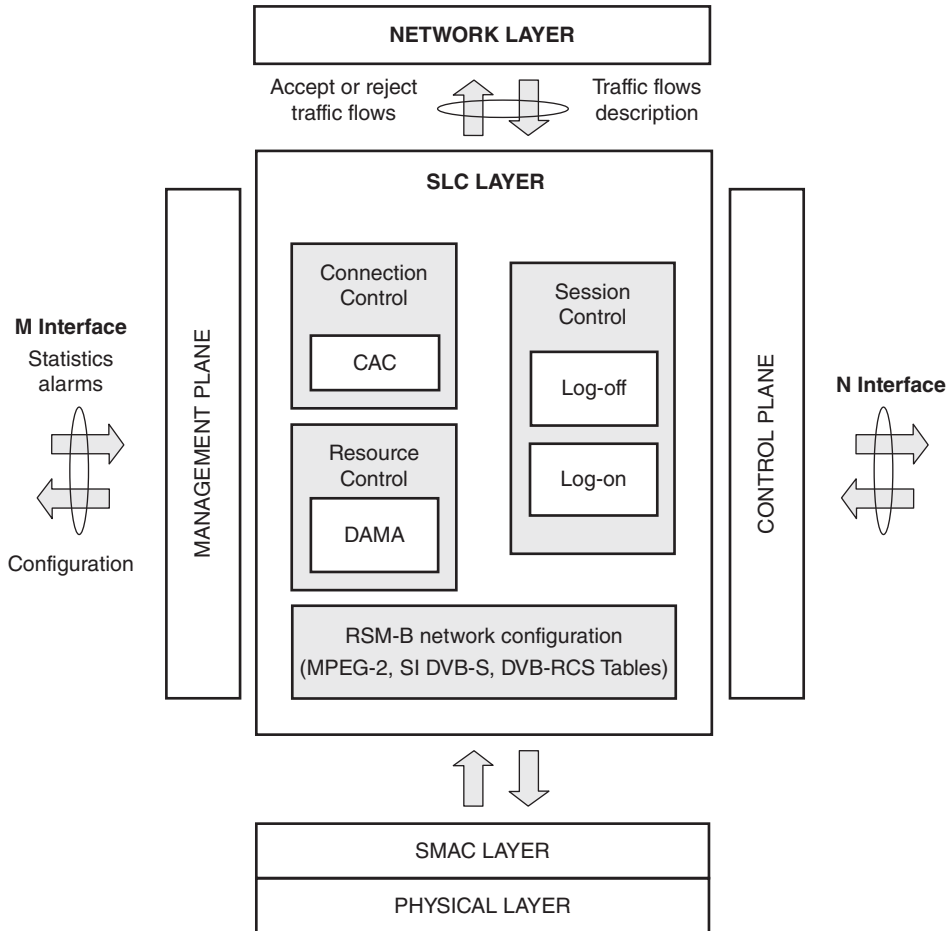 NETWORK LAYER
Accept or reject
traffic flows
Traffic flows
description
SLC LAYER
Connection
Control
CAC
Session
Control
Log-off
Log-on
Resource
Control
DAMA
RSM-B network configuration
(MPEG-2, SI DVB-S, DVB-RCS Tables)
MANAGEMENT PLANE
M Interface
Statistics
alarms
Configuration
CONTROL PLANE
N Interface
SMAC LAYER
PHYSICAL LAYER